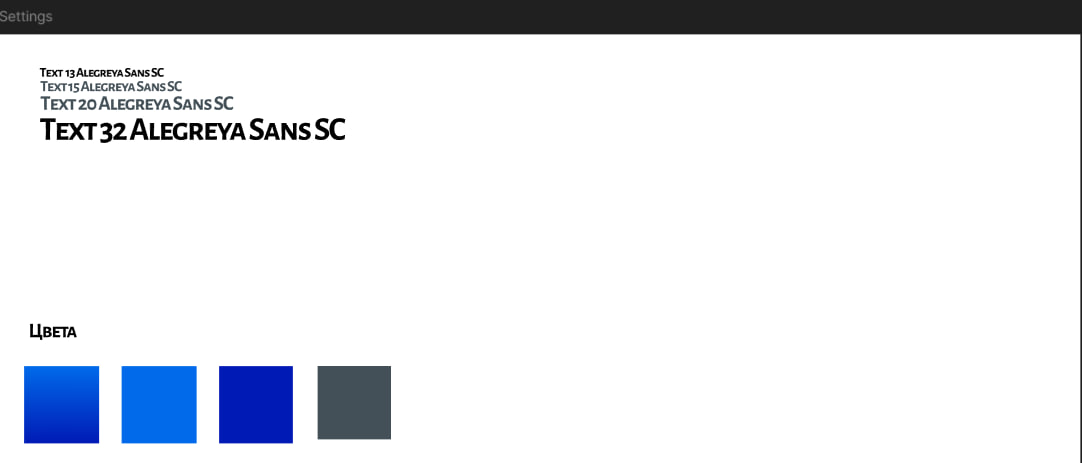 Settings
Text 13 Alegreya Sans SC
Text 15 Alegreya Sans SC
Text 20 Alegreya Sans SC
Text 32 Alegreya Sans SC
Цвета